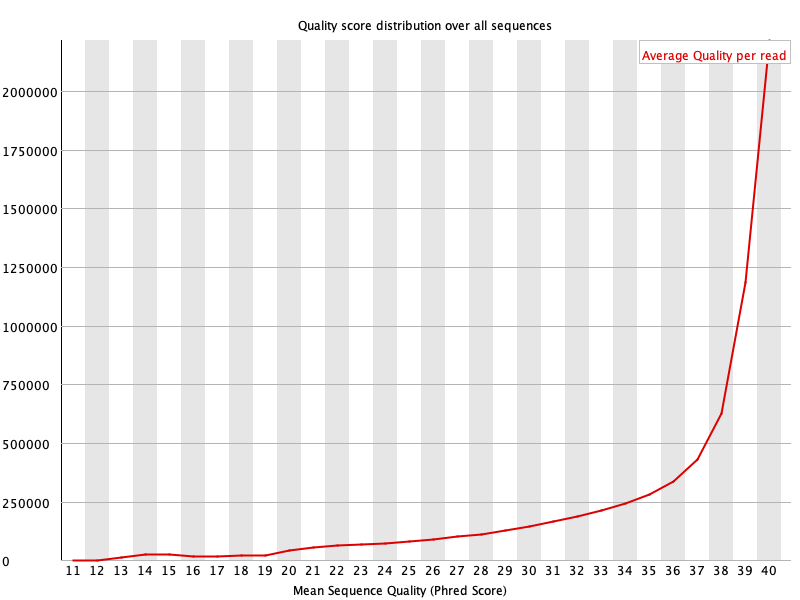 Quality score distribution over all sequences
Average Quality per read
2000000
1750000
1500000
1250000
1000000
750000
500000
250000
0
11 12 13 14 15 16 17 18 19 20 21 22 23 24 25 26 27 28 29 30 31 32 33 34 35 36 37 38 39 40
Mean Sequence Quality (Phred Score)